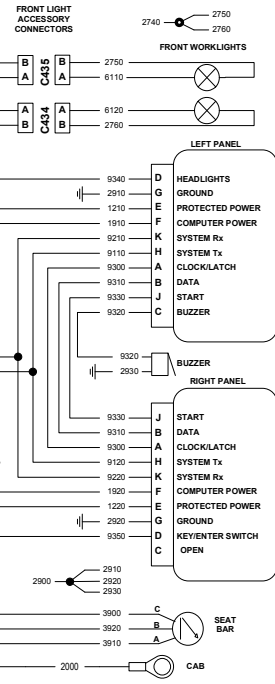 FRONT LIGHT
ACCESSORY
CONNECTORS
2740 2750
2760
FRONT WORKLIGHTS
B C435 B 2750
A A 6110
A C434 A 6120
B B 2760
LEFT PANEL
9340 D HEADLIGHTS
2910 G GROUND
1210 E PROTECTED POWER
1910 F COMPUTER POWER
9210 K SYSTEM Rx
9110 H SYSTEM Tx
9300 A CLOCK/LATCH
9310 B DATA
9330 J START
9320 C BUZZER
9320
BUZZER
2930
RIGHT PANEL
9330 J START
9310 B DATA
9300 A CLOCK/LATCH
9120 H SYSTEM Tx
9220 K SYSTEM Rx
1920 F COMPUTER POWER
1220 E PROTECTED POWER
2920 G GROUND
9350 D KEY/ENTER SWITCH
C OPEN
2910
2900 2920
2930
3900 C
3920 B
3910 A
SEAT
BAR
2000 CAB